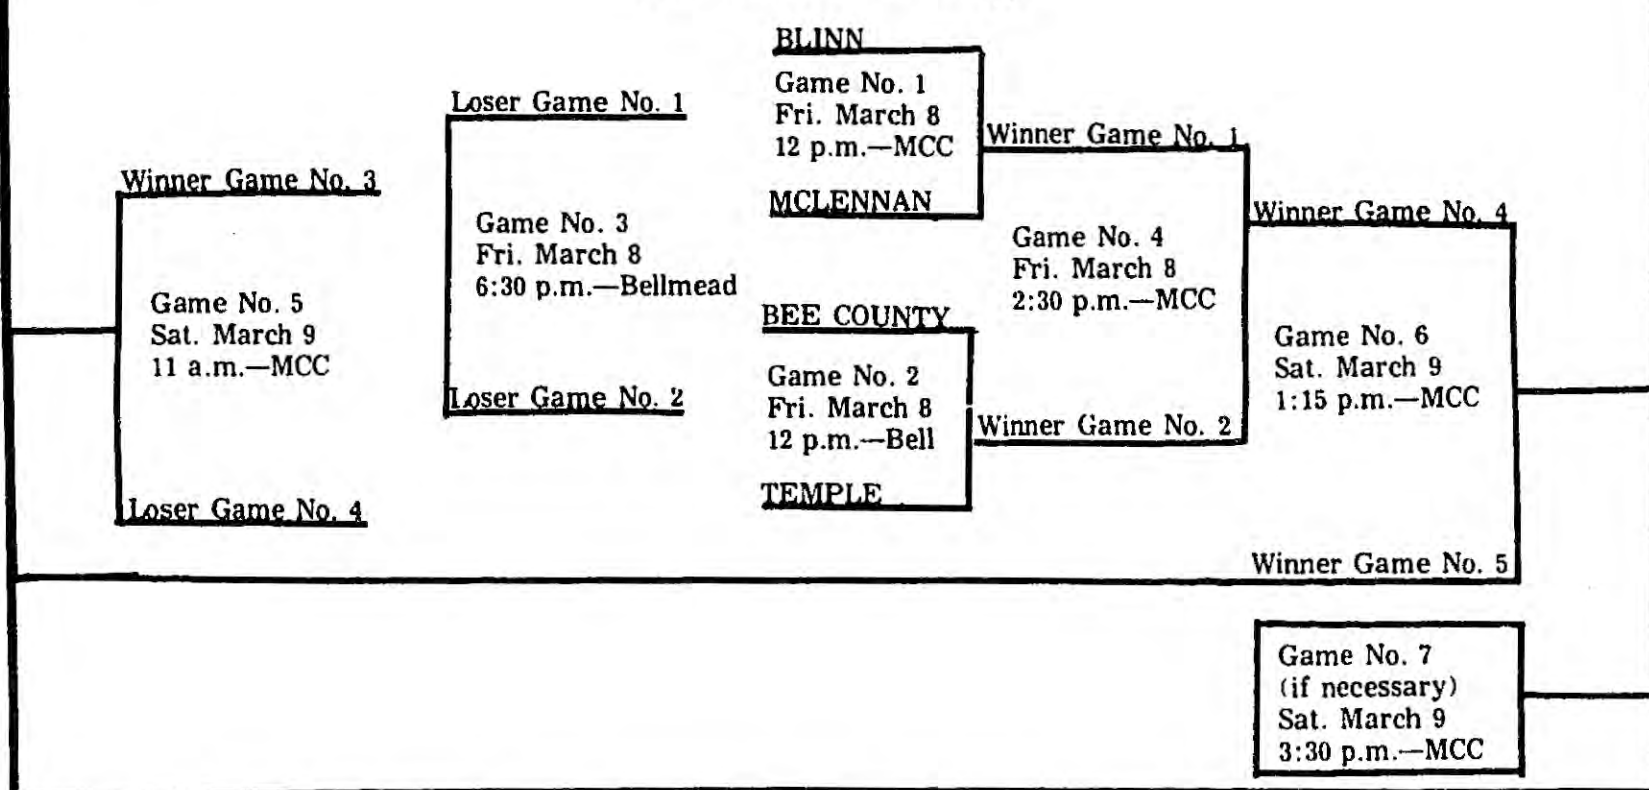 Winner Game No. 3
Game No. 5
Sat. March 9
11 a.m.—MCC
Loser Game No. 4
Loser Game No. 1
Game No. 3
Fri. March 8
6:30 p.m.—Bellmead
Loser Game No. 2
BLINN
Game No. 1
Fri. March 8
12 p.m.—MCC
MCLENNAN
BEE COUNTY
Game No. 2
Fri. March 8
12 p.m.—Bell
TEMPLE
Winner Game No. 1
Game No. 4
Fri. March 8
2:30 p.m.—MCC
Winner Game No. 2
Winner Game No. 4
Game No. 6
Sat. March 9
1:15 p.m.—MCC
Winner Game No. 5
Game No. 7
(if necessary)
Sat. March 9
3:30 p.m.—MCC